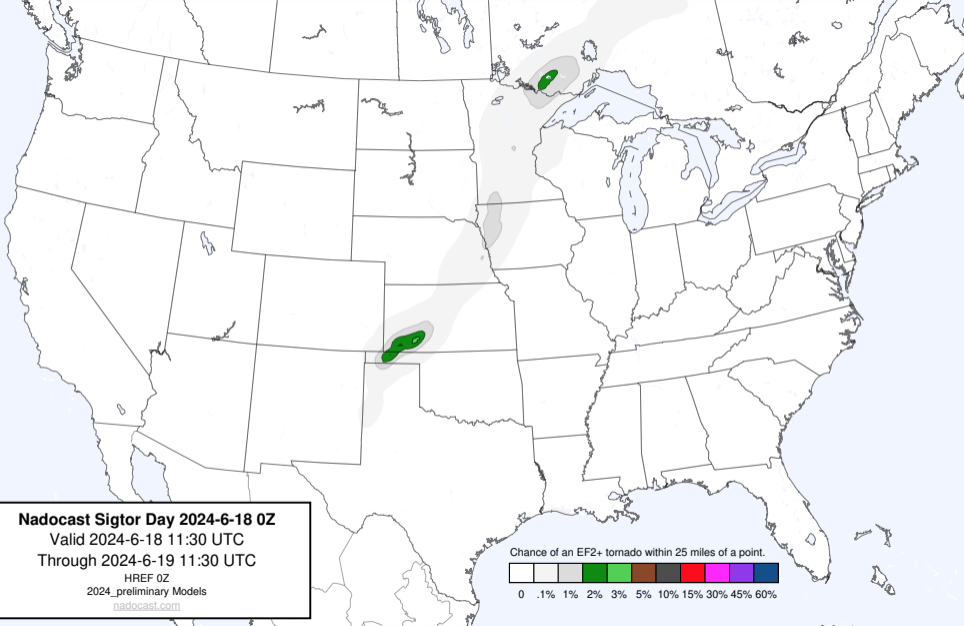 Nadocast Sigtor Day 2024-6-18 0Z
Valid 2024-6-18 11:30 UTC
Through 2024-6-19 11:30 UTC
HREF 0Z
2024_preliminary Models
nadocast.com
Chance of an EF2+ tornado within 25 miles of a point.
0 .1% 1% 2% 3% 5% 10% 15% 30% 45% 60%